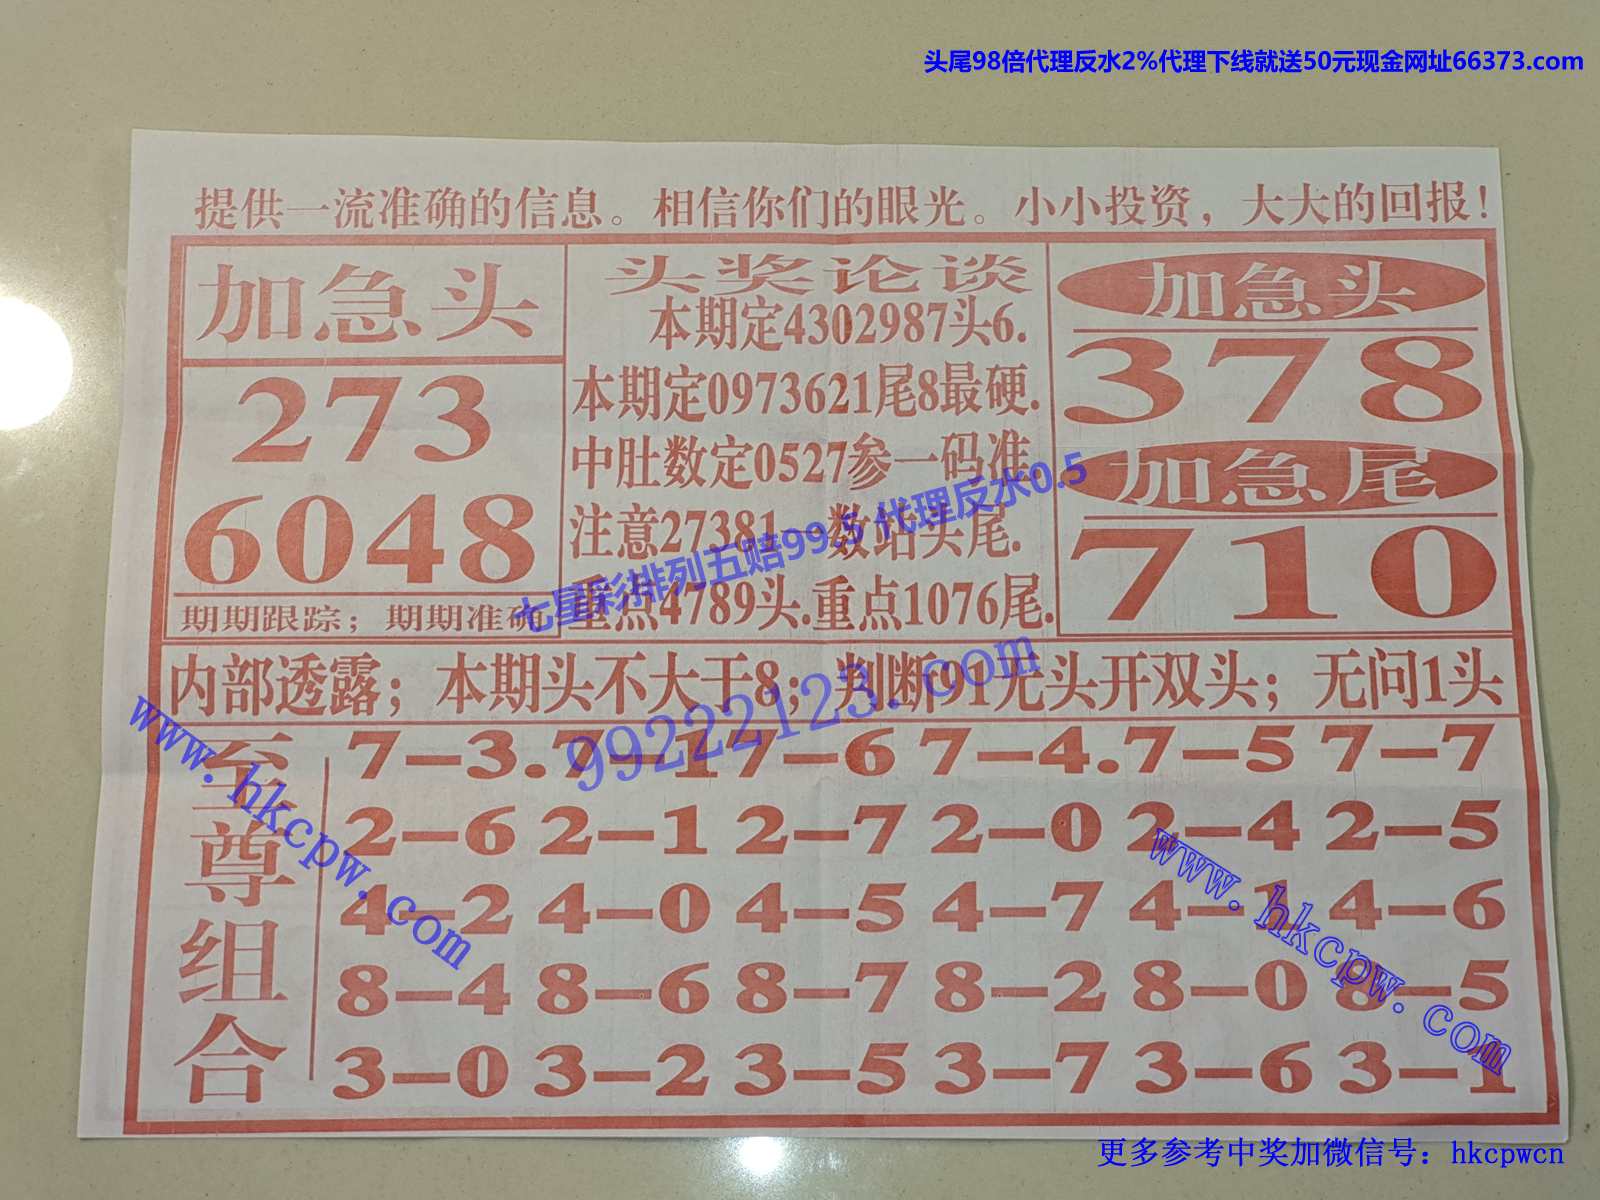 头尾98倍代理反水2%代理下线就送50元现金网址66373.com
提供一流准确的信息。相信你们的眼光。小小投资，大大的回报！
加急头
273
6048
期期跟踪；期期准确
头奖论谈
本期定4302987头6.
本期定0973621尾8最硬.
中肚数定0527参一码准.
注意27381一数站头尾.
重点4789头.重点1076尾.
加急头
378
加急尾
710
七星彩排列五赔99.5 代理反水0.5
内部透露；本期头不大于8；判断91无头开双头；无问1头
99222123.com
www.hkcpw.com
至尊组合
7—3.7—17—6 7—4.7—5 7—7
2—6 2—1 2—7 2—0 2—4 2—5
4—2 4—0 4—5 4—7 4—1 4—6
8—4 8—6 8—7 8—2 8—0 8—5
3—0 3—2 3—5 3—7 3—6 3—1
www.hkcpw.com
更多参考中奖加微信号：hkcpwcn